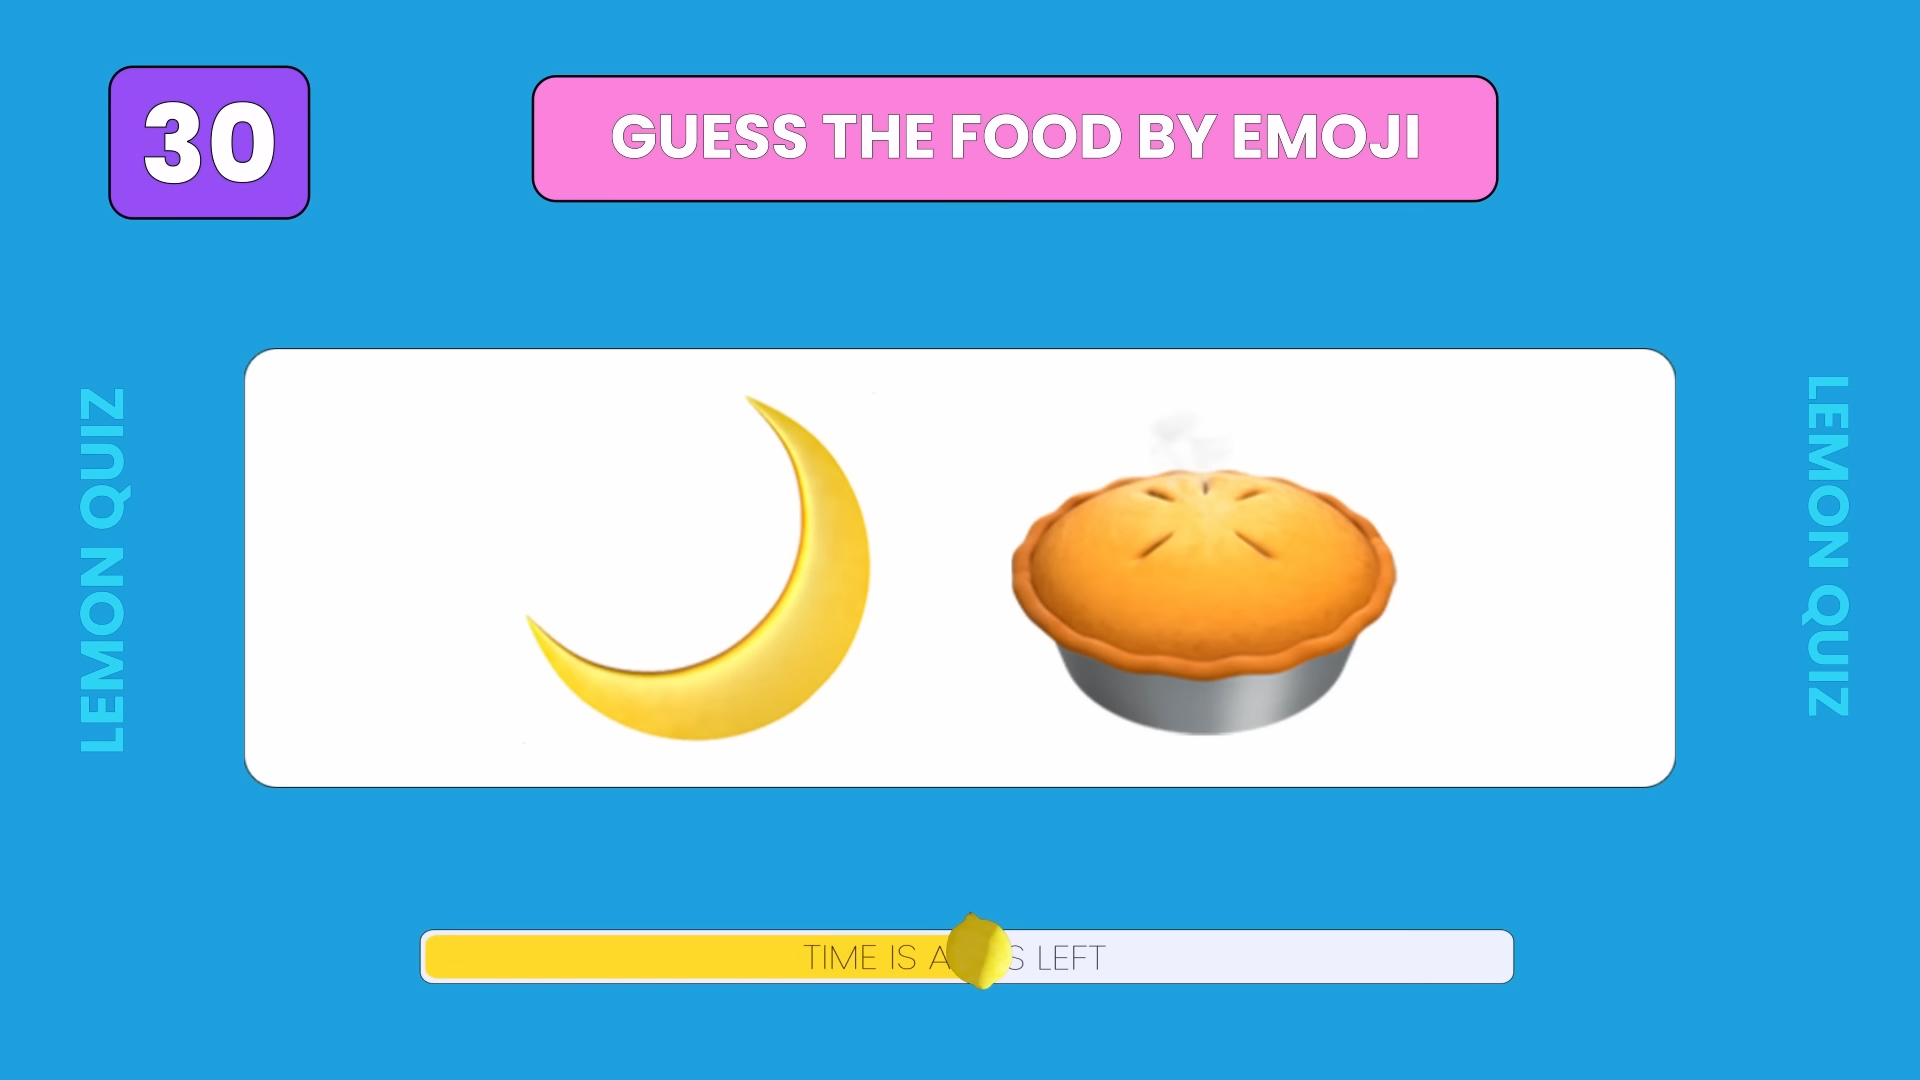 30
GUESS THE FOOD BY EMOJI
LEMON QUIZ
LEMON QUIZ
TIME IS LEFT